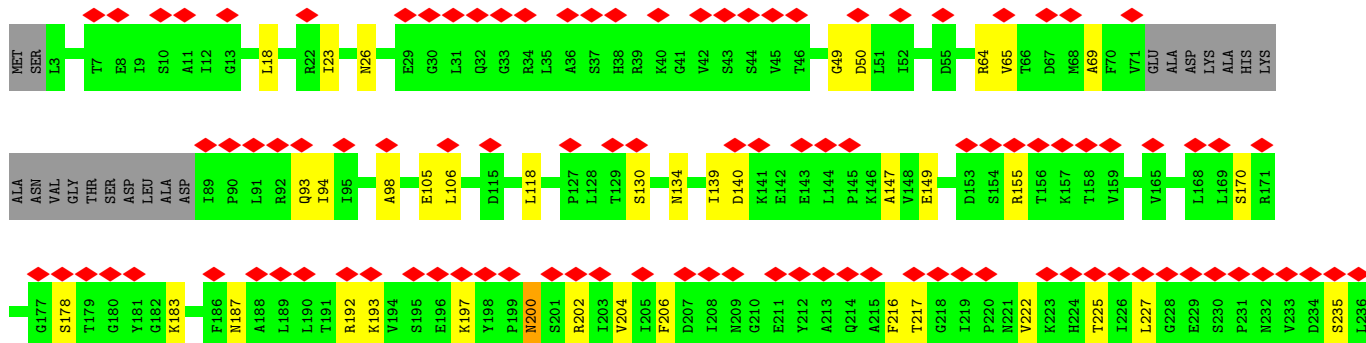 MET SER L3 T7 E8 I9 S10 A11 I12 G13 L18 R22 I23 N26 E29 G30 L31 Q32 G33 R34 L35 A36 S37 H38 R39 K40 G41 V42 S43 S44 V45 T46 G49 D50 L51 I52 D55 R64 V65 T66 D67 M68 A69 F70 V71 GLU ALA ASP LYS ALA HIS LYS
ALA ASN VAL GLY THR SER ASP LEU ALA ASP I89 P90 L91 R92 Q93 I94 I95 A98 E105 L106 D115 L118 P127 L128 T129 S130 N134 I139 D140 K141 E142 E143 L144 P145 K146 A147 V148 E149 D153 S154 R155 T156 K157 T158 V159 V165 L168 L169 S170 R171
G177 S178 T179 G180 Y181 G182 K183 F186 N187 A188 L189 L190 T191 R192 K193 V194 S195 E196 K197 Y198 P199 N200 S201 R202 I203 V204 I205 F206 D207 I208 N209 G210 E211 Y212 A213 Q214 A215 F216 T217 G218 I219 P220 N221 V222 K223 H224 T225 I226 L227 G228 E229 S230 P231 N232 V233 D234 S235 L236